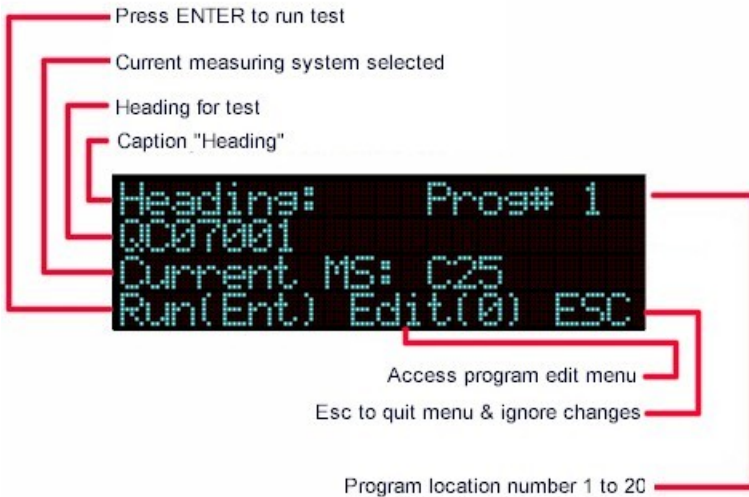 Press ENTER to run test
Current measuring system selected
Heading for test
Caption "Heading"
Heading: Prog# 1
QC07001
Current MS: C25
Run(Ent) Edit(0) ESC
Access program edit menu
Esc to quit menu & ignore changes
Program location number 1 to 20